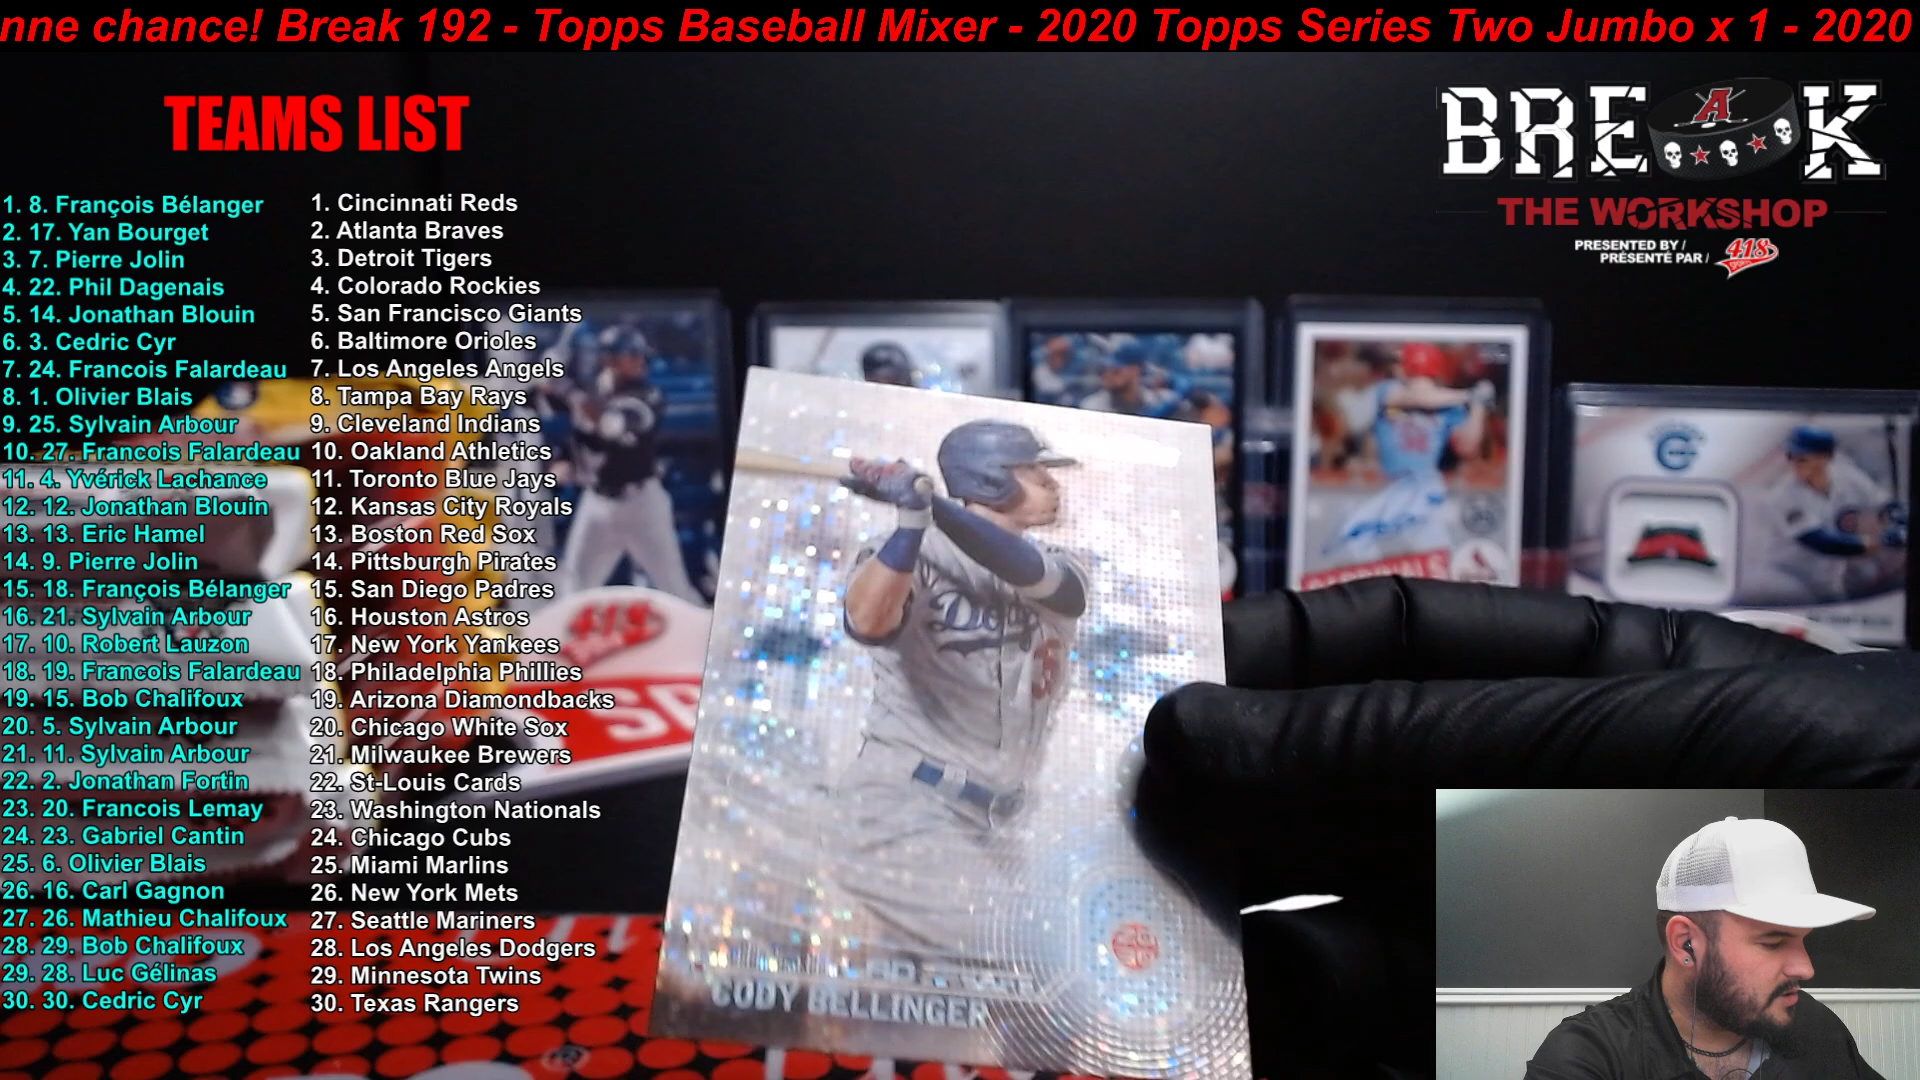 nne chance! Break 192 - Topps Baseball Mixer - 2020 Topps Series Two Jumbo x 1 - 2020
TEAMS LIST
1. 8. François Bélanger
2. 17. Yan Bourget
3. 7. Pierre Jolin
4. 22. Phil Dagenais
5. 14. Jonathan Blouin
6. 3. Cedric Cyr
7. 24. Francois Falardeau
8. 1. Olivier Blais
9. 25. Sylvain Arbour
10. 27. Francois Falardeau
11. 4. Yvérick Lachance
12. 12. Jonathan Blouin
13. 13. Eric Hamel
14. 9. Pierre Jolin
15. 18. François Bélanger
16. 21. Sylvain Arbour
17. 10. Robert Lauzon
18. 19. Francois Falardeau
19. 15. Bob Chalifoux
20. 5. Sylvain Arbour
21. 11. Sylvain Arbour
22. 2. Jonathan Fortin
23. 20. Francois Lemay
24. 23. Gabriel Cantin
25. 6. Olivier Blais
26. 16. Carl Gagnon
27. 26. Mathieu Chalifoux
28. 29. Bob Chalifoux
29. 28. Luc Gélinas
30. 30. Cedric Cyr
1. Cincinnati Reds
2. Atlanta Braves
3. Detroit Tigers
4. Colorado Rockies
5. San Francisco Giants
6. Baltimore Orioles
7. Los Angeles Angels
8. Tampa Bay Rays
9. Cleveland Indians
10. Oakland Athletics
11. Toronto Blue Jays
12. Kansas City Royals
13. Boston Red Sox
14. Pittsburgh Pirates
15. San Diego Padres
16. Houston Astros
17. New York Yankees
18. Philadelphia Phillies
19. Arizona Diamondbacks
20. Chicago White Sox
21. Milwaukee Brewers
22. St-Louis Cards
23. Washington Nationals
24. Chicago Cubs
25. Miami Marlins
26. New York Mets
27. Seattle Mariners
28. Los Angeles Dodgers
29. Minnesota Twins
30. Texas Rangers
BREAK
THE WORKSHOP
PRESENTED BY /
PRÉSENTÉ PAR /
418
418
CARDINALS
CODY BELLINGER